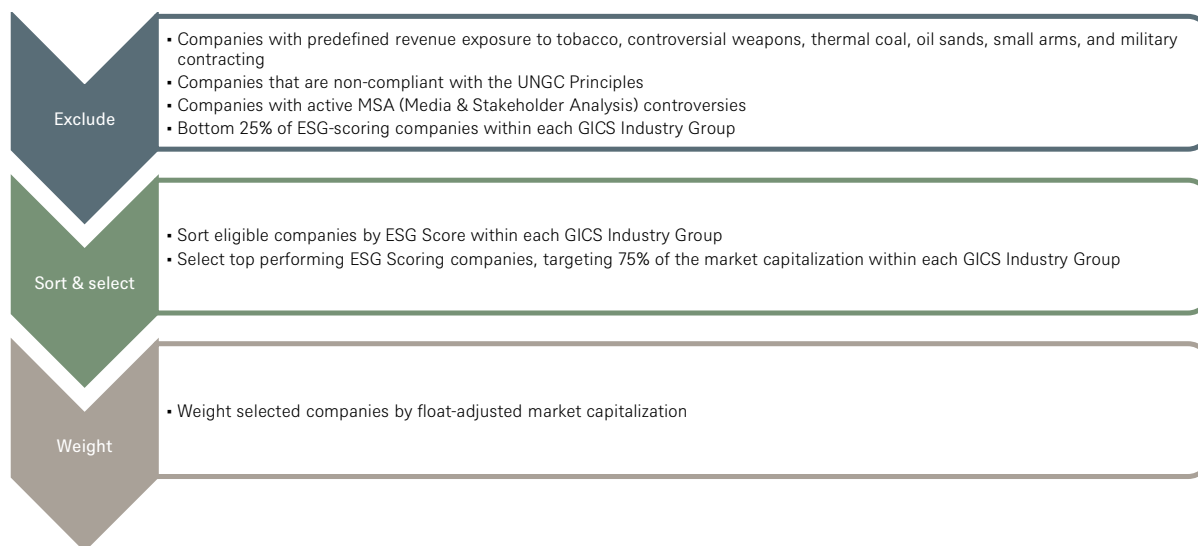 Exclude
▪ Companies with predefined revenue exposure to tobacco, controversial weapons, thermal coal, oil sands, small arms, and military
contracting
▪ Companies that are non-compliant with the UNGC Principles
▪ Companies with active MSA (Media & Stakeholder Analysis) controversies
▪ Bottom 25% of ESG-scoring companies within each GICS Industry Group
Sort & select
▪ Sort eligible companies by ESG Score within each GICS Industry Group
▪ Select top performing ESG Scoring companies, targeting 75% of the market capitalization within each GICS Industry Group
Weight
▪ Weight selected companies by float-adjusted market capitalization